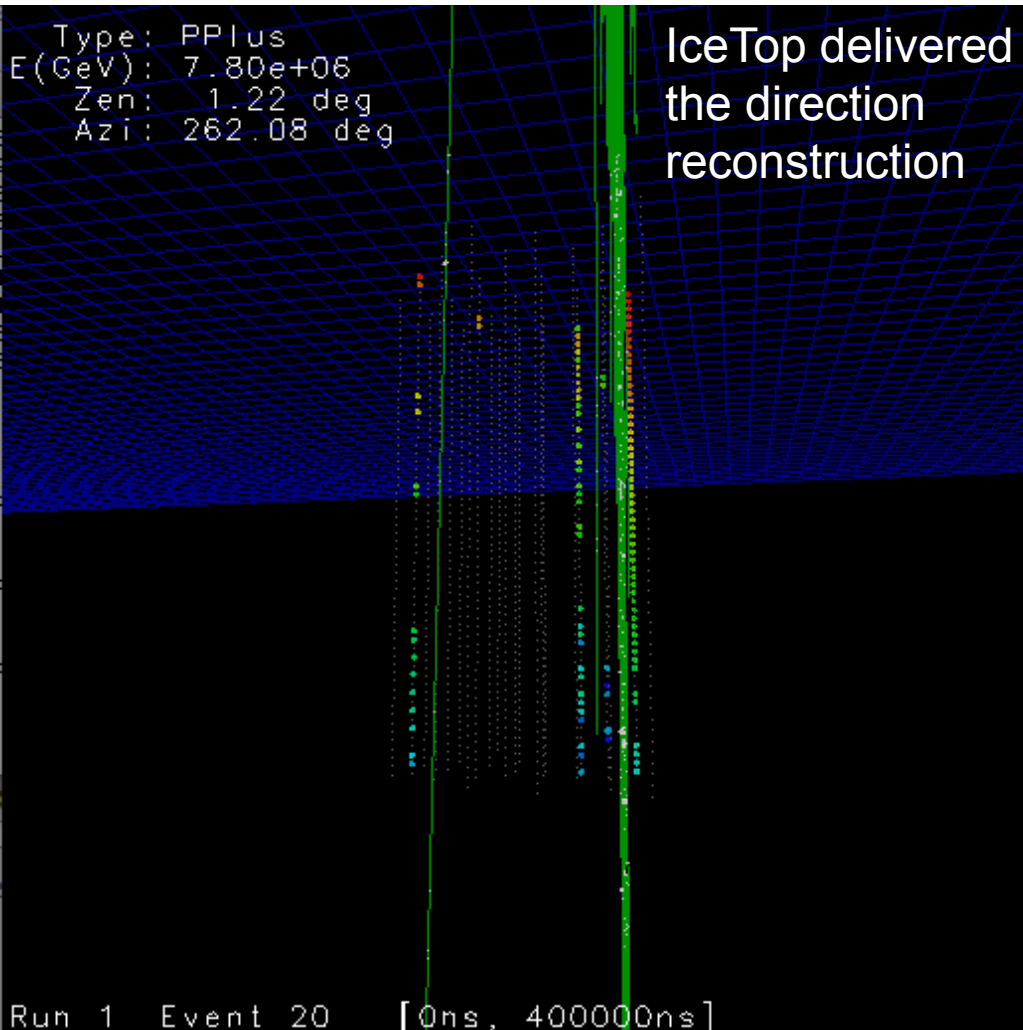 Type: PPlus
E(GeV): 7.80e+06
Zen: 1.22 deg
Azi: 262.08 deg
IceTop delivered
the direction
reconstruction
Run 1 Event 20 [0ns, 400000ns]